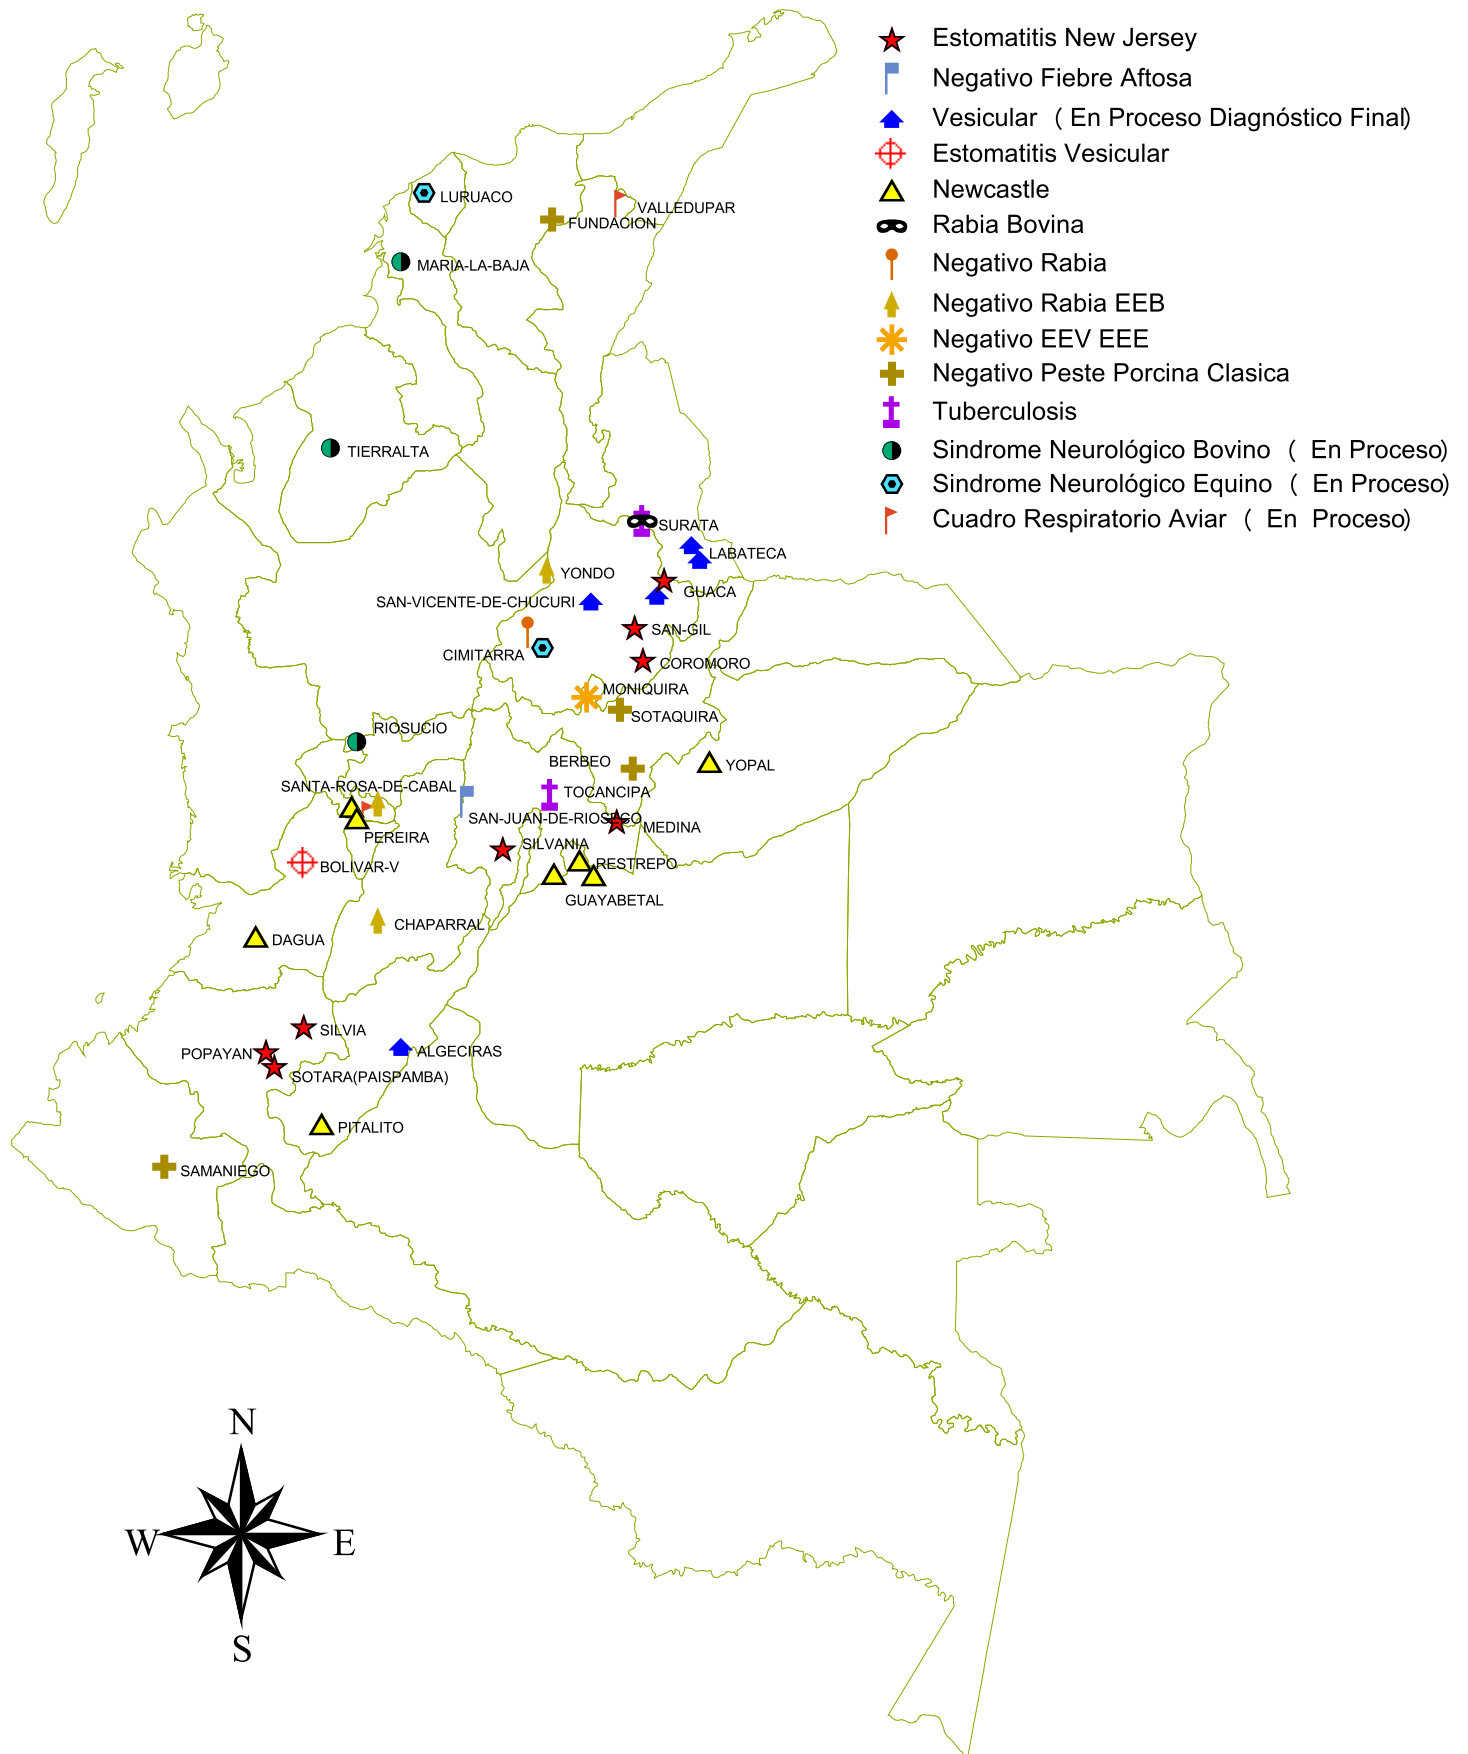 Estomatitis New Jersey
Negativo Fiebre Aftosa
Vesicular ( En Proceso Diagnóstico Final)
Estomatitis Vesicular
Newcastle
Rabia Bovina
Negativo Rabia
Negativo Rabia EEB
Negativo EEV EEE
Negativo Peste Porcina Clasica
Tuberculosis
Sindrome Neurológico Bovino ( En Proceso)
Sindrome Neurológico Equino ( En Proceso)
Cuadro Respiratorio Aviar ( En Proceso)
LURUACO
VALLEDUPAR
FUNDACION
MARIA-LA-BAJA
TIERRALTA
SURATA
LABATECA
YONDO
GUACA
SAN-VICENTE-DE-CHUCURI
SAN-GIL
CIMITARRA
COROMORO
MONIQUIRA
SOTAQUIRA
RIOSUCIO
BERBEO
YOPAL
SANTA-ROSA-DE-CABAL
TOCANCIPA
SAN-JUAN-DE-RIOSECO
MEDINA
PEREIRA
SILVANIA
RESTREPO
BOLIVAR-V
GUAYABETAL
CHAPARRAL
DAGUA
SILVIA
POPAYAN
ALGECIRAS
SOTARA(PAISPAMBA)
PITALITO
SAMANIEGO
N
W
E
S